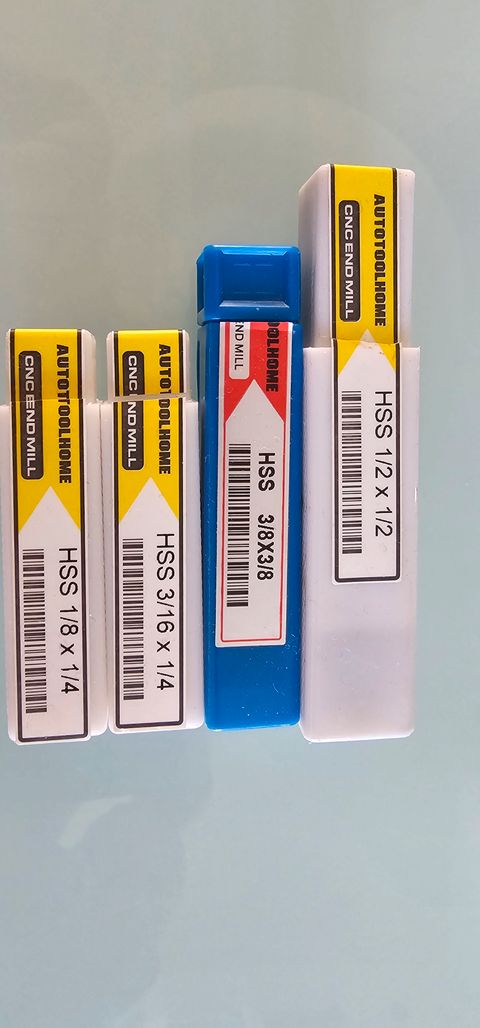 AUTOTOOLHOME
CNC END MILL
HSS 1/8 x 1/4
AUTOTOOLHOME
CNC END MILL
HSS 3/16 x 1/4
OOLHOME
ND MILL
HSS 3/8X3/8
AUTOTOOLHOME
CNC END MILL
HSS 1/2 x 1/2